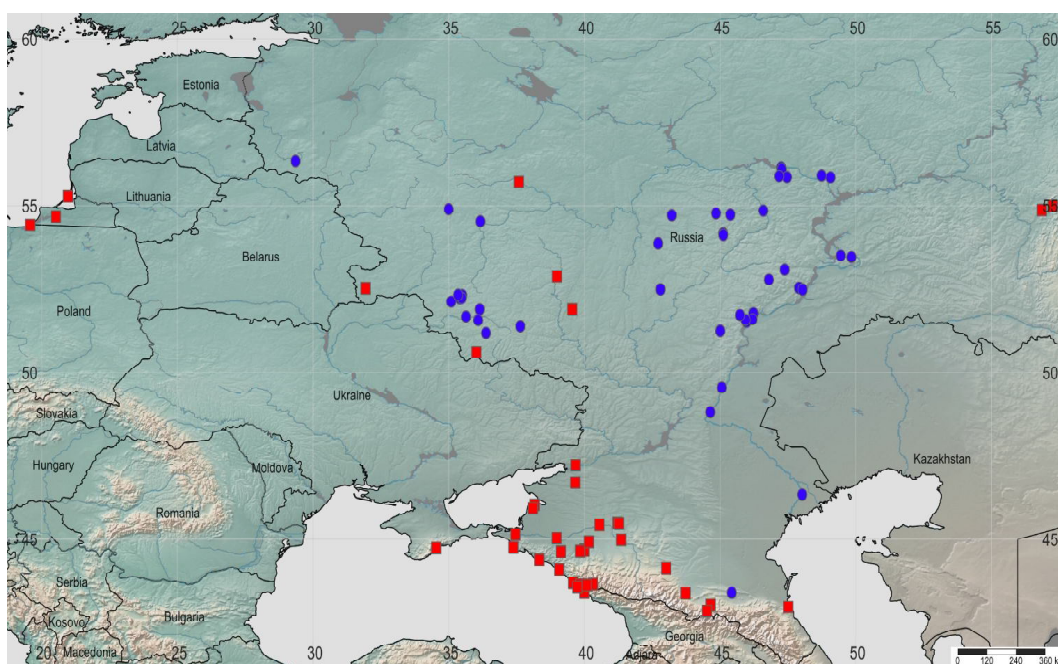 60 30 35 40 45 50 55 60
Estonia
Latvia
Lithuania
55 55
Russia
Belarus
Poland
50 50
Ukraine
Slovakia
Kazakhstan
Hungary
Moldova
Romania
45 45
Serbia
Bulgaria
Kosovo
Georgia
Macedonia
Adjara
20 25 30 35 40 45 50
0 120 240 360 k